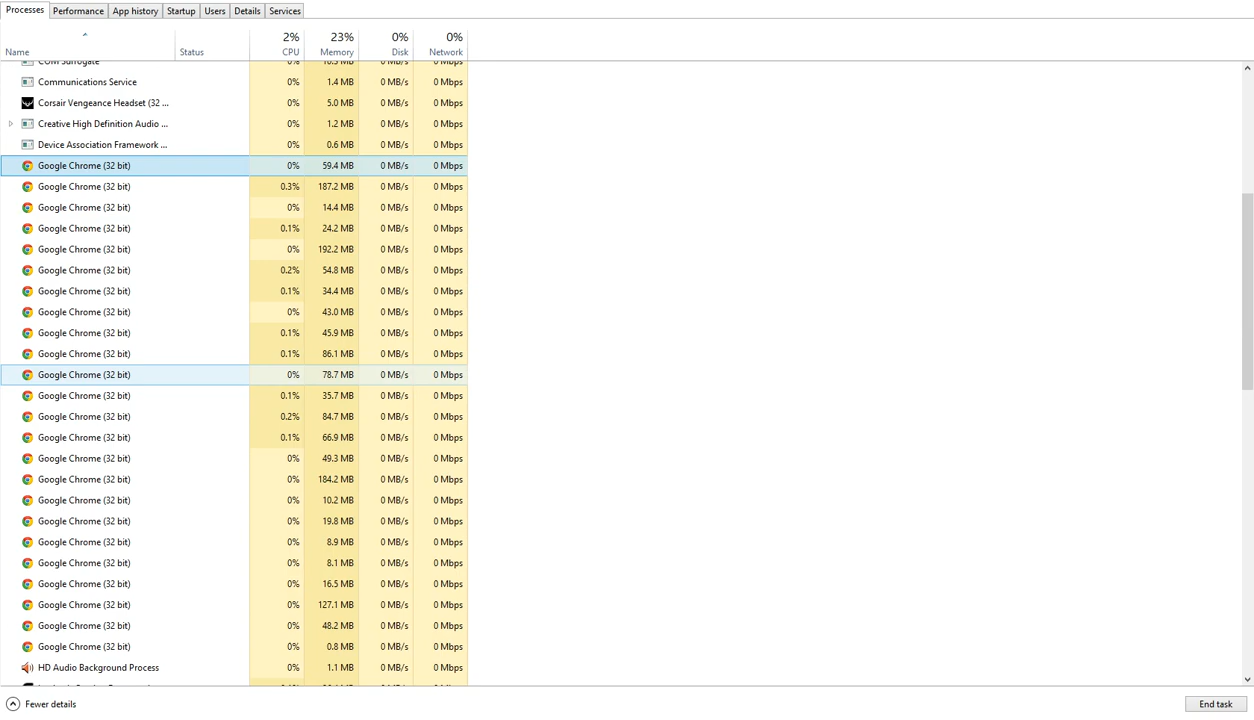 Processes Performance App history Startup Users Details Services
2% 23% 0% 0%
Name Status CPU Memory Disk Network
COM Surrogate 0% 10.3 MB 0 MB/s 0 Mbps
Communications Service 0% 1.4 MB 0 MB/s 0 Mbps
Corsair Vengeance Headset (32 ... 0% 5.0 MB 0 MB/s 0 Mbps
Creative High Definition Audio ... 0% 1.2 MB 0 MB/s 0 Mbps
Device Association Framework ... 0% 0.6 MB 0 MB/s 0 Mbps
Google Chrome (32 bit) 0% 59.4 MB 0 MB/s 0 Mbps
Google Chrome (32 bit) 0.3% 187.2 MB 0 MB/s 0 Mbps
Google Chrome (32 bit) 0% 14.4 MB 0 MB/s 0 Mbps
Google Chrome (32 bit) 0.1% 24.2 MB 0 MB/s 0 Mbps
Google Chrome (32 bit) 0% 192.2 MB 0 MB/s 0 Mbps
Google Chrome (32 bit) 0.2% 54.8 MB 0 MB/s 0 Mbps
Google Chrome (32 bit) 0.1% 34.4 MB 0 MB/s 0 Mbps
Google Chrome (32 bit) 0% 43.0 MB 0 MB/s 0 Mbps
Google Chrome (32 bit) 0.1% 45.9 MB 0 MB/s 0 Mbps
Google Chrome (32 bit) 0.1% 86.1 MB 0 MB/s 0 Mbps
Google Chrome (32 bit) 0% 78.7 MB 0 MB/s 0 Mbps
Google Chrome (32 bit) 0.1% 35.7 MB 0 MB/s 0 Mbps
Google Chrome (32 bit) 0.2% 84.7 MB 0 MB/s 0 Mbps
Google Chrome (32 bit) 0.1% 66.9 MB 0 MB/s 0 Mbps
Google Chrome (32 bit) 0% 49.3 MB 0 MB/s 0 Mbps
Google Chrome (32 bit) 0% 184.2 MB 0 MB/s 0 Mbps
Google Chrome (32 bit) 0% 10.2 MB 0 MB/s 0 Mbps
Google Chrome (32 bit) 0% 19.8 MB 0 MB/s 0 Mbps
Google Chrome (32 bit) 0% 8.9 MB 0 MB/s 0 Mbps
Google Chrome (32 bit) 0% 8.1 MB 0 MB/s 0 Mbps
Google Chrome (32 bit) 0% 16.5 MB 0 MB/s 0 Mbps
Google Chrome (32 bit) 0% 127.1 MB 0 MB/s 0 Mbps
Google Chrome (32 bit) 0% 48.2 MB 0 MB/s 0 Mbps
Google Chrome (32 bit) 0% 0.8 MB 0 MB/s 0 Mbps
HD Audio Background Process 0% 1.1 MB 0 MB/s 0 Mbps
Fewer details End task